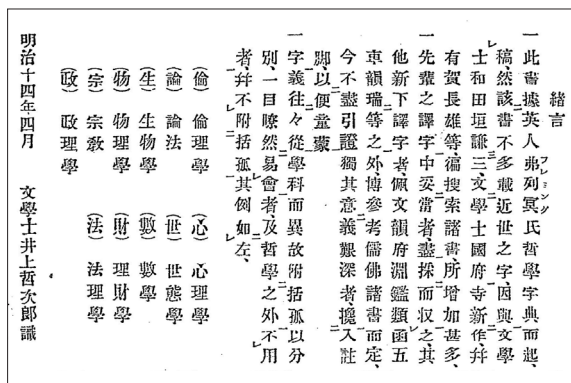 緒言
一此書據英人弗列冥氏哲學字典而起、
フレミング
稿、然該書不多載近世之字、因與文學
士和田垣謙三、文學士國府寺新作、幷
有賀長雄等徧搜索諸書、所增加甚多、
一先輩之譯字中妥當者、盡採而収之、其
他新下譯字者、佩文韻府淵鑑類函五
車韻瑞等之外、博參考儒佛諸書而定、
今不盡引證獨其意義艱深者、攙入註
脚、以便童蒙
一字義往々從學科而異故附括孤以分
別、一目瞭然易會者、及哲學之外不用
者、幷不附括孤其例如左、
(倫) 倫理學 (心) 心理學
(論) 論法 (世) 世態學
(生) 生物學 (數) 數學
(物) 物理學 (財) 理財學
(宗) 宗敎 (法) 法理學
(政) 政理學
明治十四年四月 文學士井上哲次郎識